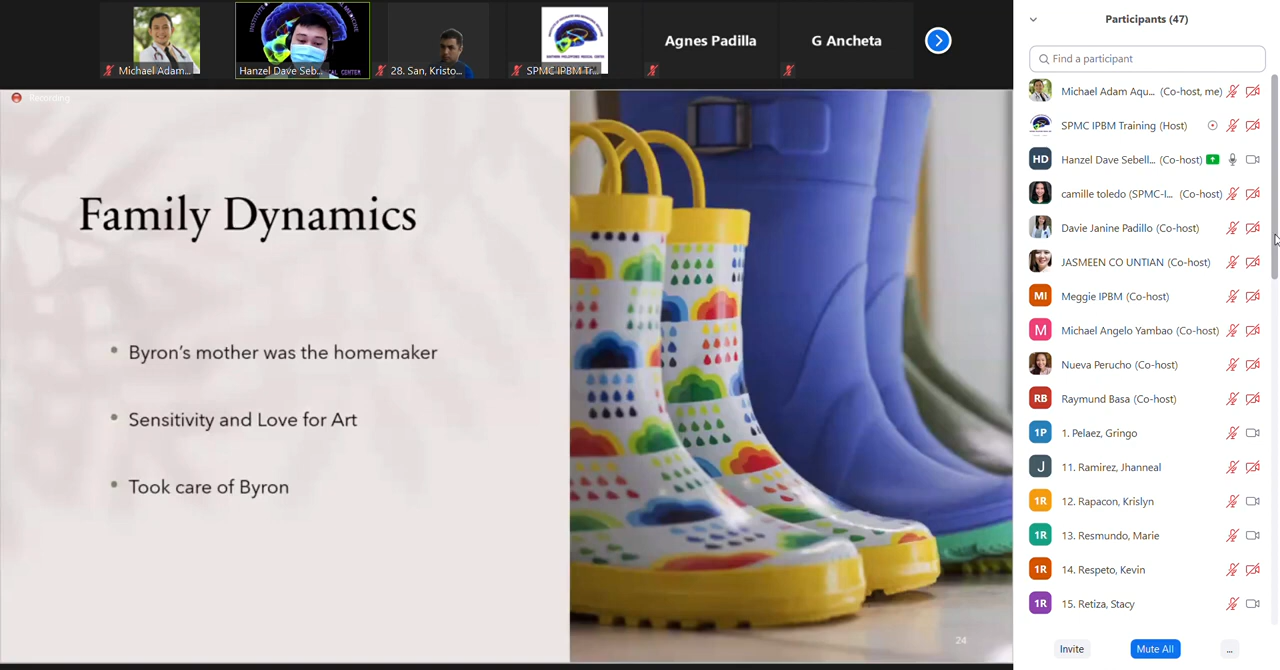 Michael Adam...
Hanzel Dave Seb...
28. San, Kristo...
SPMC IPBM Tr...
Agnes Padilla
G Ancheta
Recording
Family Dynamics
• Byron's mother was the homemaker
• Sensitivity and Love for Art
• Took care of Byron
24
Participants (47)
Find a participant
Michael Adam Aqu... (Co-host, me)
SPMC IPBM Training (Host)
HD Hanzel Dave Sebell... (Co-host)
camille toledo (SPMC-I... (Co-host)
Davie Janine Padillo (Co-host)
JASMEEN CO UNTIAN (Co-host)
MI Meggie IPBM (Co-host)
M Michael Angelo Yambao (Co-host)
Nueva Perucho (Co-host)
RB Raymund Basa (Co-host)
1P 1. Pelaez, Gringo
J 11. Ramirez, Jhanneal
1R 12. Rapacon, Krislyn
1R 13. Resmundo, Marie
1R 14. Respeto, Kevin
1R 15. Retiza, Stacy
Invite
Mute All
...